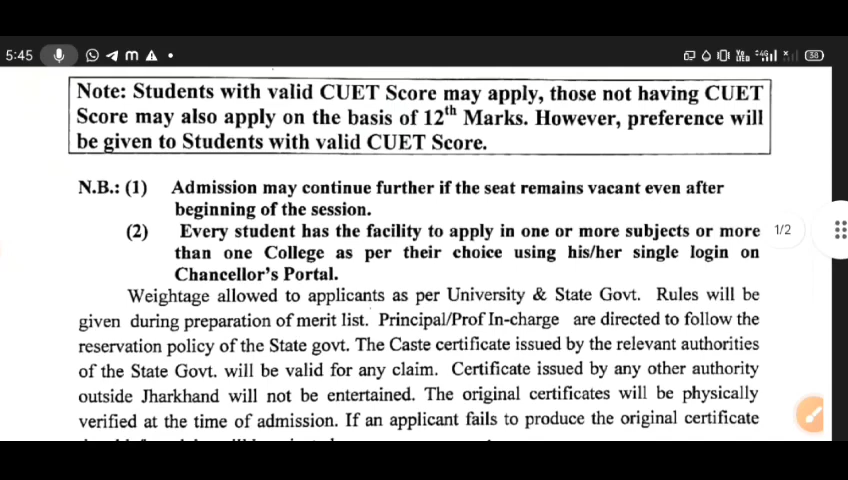 5:45
38
Note: Students with valid CUET Score may apply, those not having CUET
Score may also apply on the basis of 12th Marks. However, preference will
be given to Students with valid CUET Score.
N.B.: (1) Admission may continue further if the seat remains vacant even after
beginning of the session.
(2) Every student has the facility to apply in one or more subjects or more
than one College as per their choice using his/her single login on
Chancellor's Portal.
1/2
Weightage allowed to applicants as per University & State Govt. Rules will be
given during preparation of merit list. Principal/Prof In-charge are directed to follow the
reservation policy of the State govt. The Caste certificate issued by the relevant authorities
of the State Govt. will be valid for any claim. Certificate issued by any other authority
outside Jharkhand will not be entertained. The original certificates will be physically
verified at the time of admission. If an applicant fails to produce the original certificate